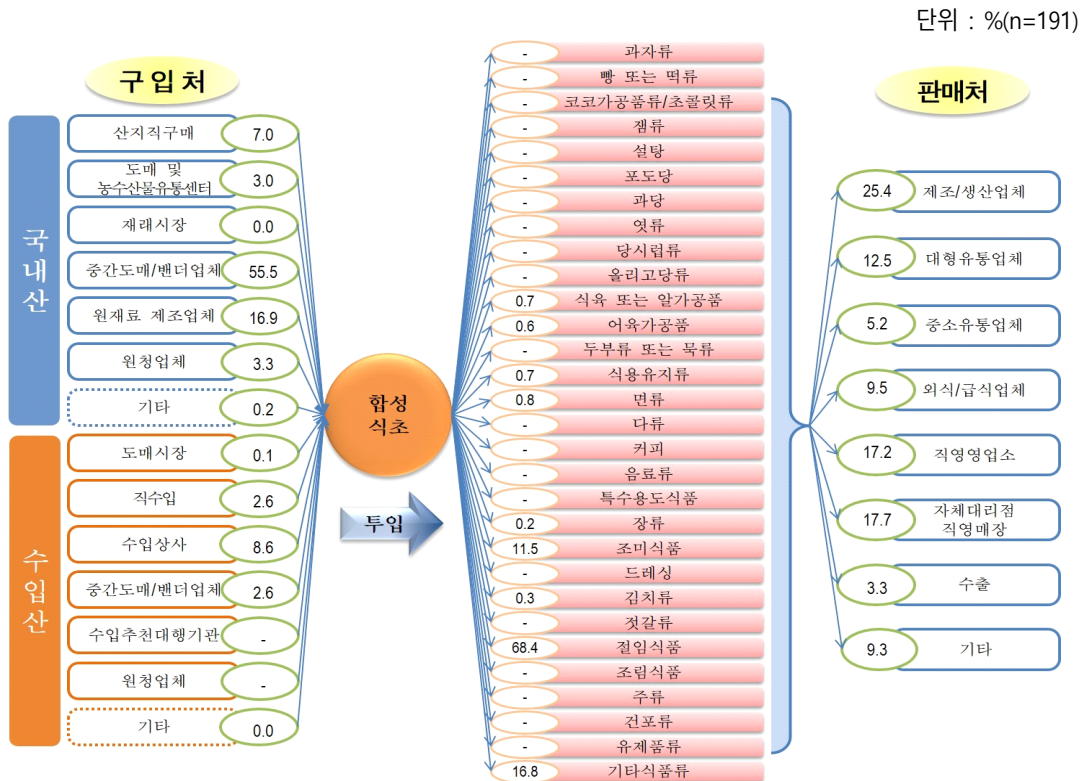 단위 : %(n=191)
구입처
국내산
산지직구매 7.0
도매 및
농수산물유통센터 3.0
재래시장 0.0
중간도매/밴더업체 55.5
원재료 제조업체 16.9
원청업체 3.3
기타 0.2
수입산
도매시장 0.1
직수입 2.6
수입상사 8.6
중간도매/밴더업체 2.6
수입추천대행기관 -
원청업체 -
기타 0.0
합성
식초
투입
- 과자류
- 빵 또는 떡류
- 코코가공품류/초콜릿류
- 잼류
- 설탕
- 포도당
- 과당
- 엿류
- 당시럽류
- 올리고당류
0.7 식육 또는 알가공품
0.6 어육가공품
- 두부류 또는 묵류
0.7 식용유지류
0.8 면류
- 다류
- 커피
- 음료류
- 특수용도식품
0.2 장류
11.5 조미식품
- 드레싱
0.3 김치류
- 젓갈류
68.4 절임식품
- 조림식품
- 주류
- 건포류
- 유제품류
16.8 기타식품류
판매처
25.4 제조/생산업체
12.5 대형유통업체
5.2 중소유통업체
9.5 외식/급식업체
17.2 직영영업소
17.7 자체대리점
직영매장
3.3 수출
9.3 기타